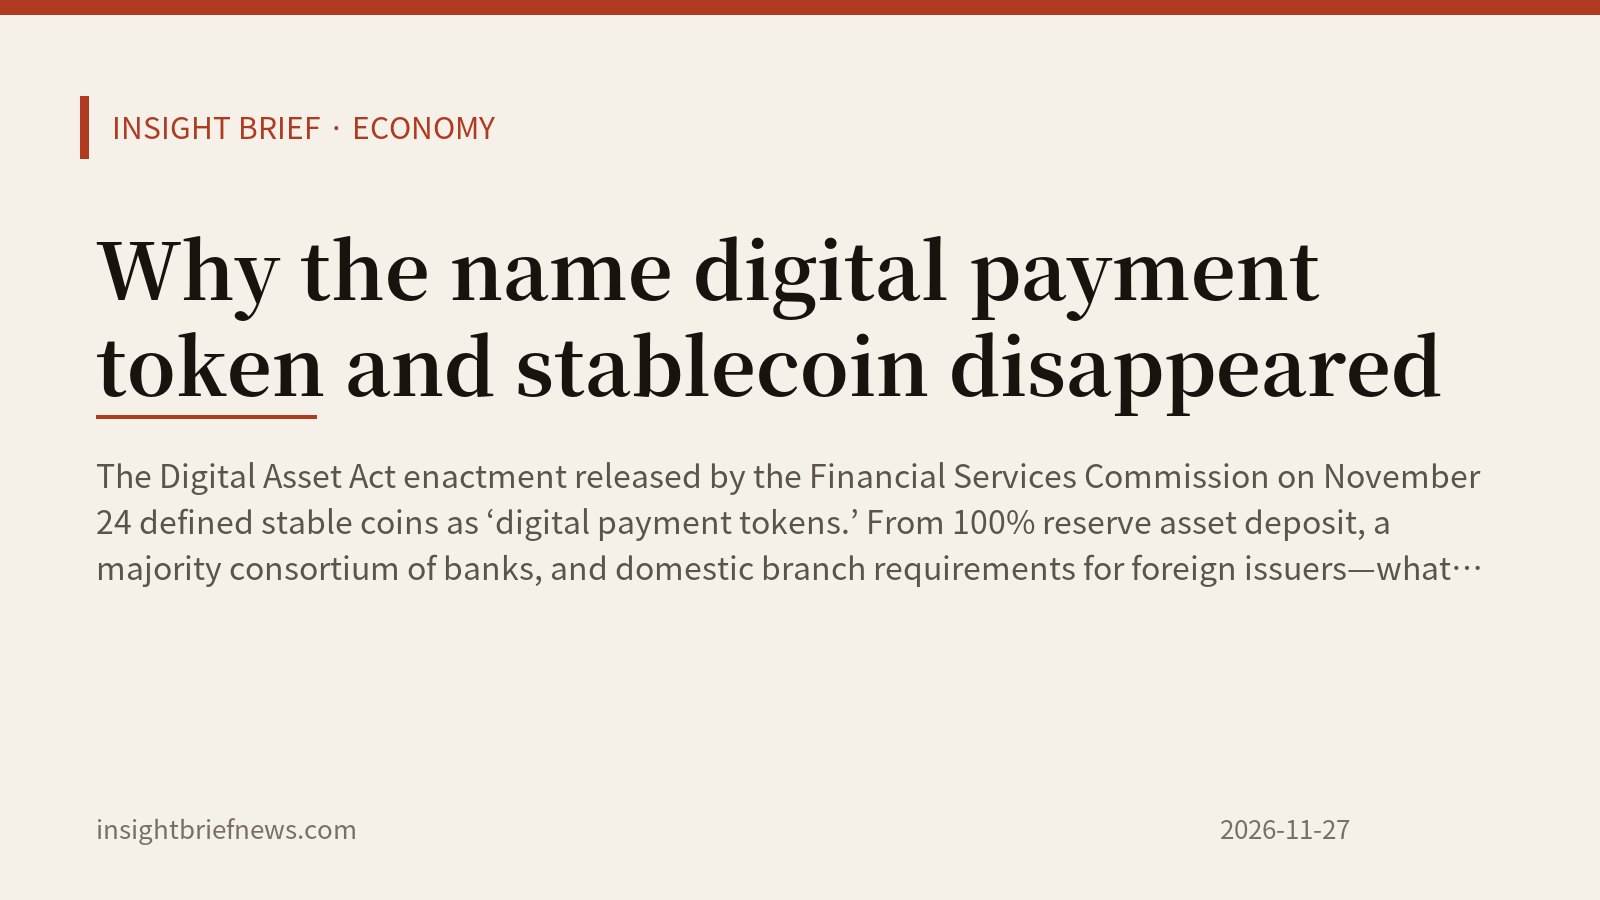 INSIGHT BRIEF · ECONOMY
Why the name digital payment
token and stablecoin disappeared
The Digital Asset Act enactment released by the Financial Services Commission on November
24 defined stable coins as ‘digital payment tokens.’ From 100% reserve asset deposit, a
majority consortium of banks, and domestic branch requirements for foreign issuers—what⋯
insightbriefnews.com
2026-11-27